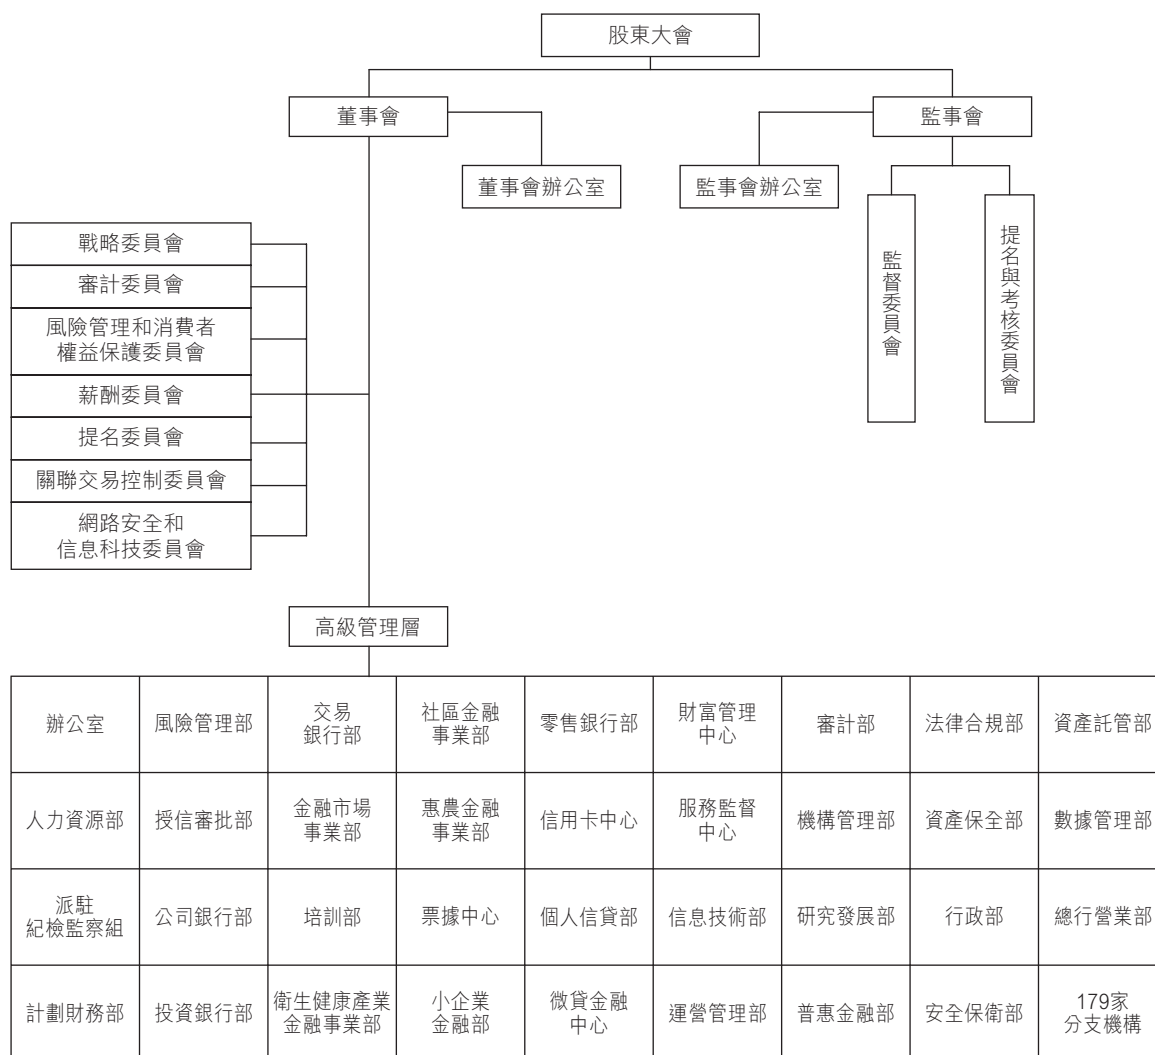 股東大會
董事會
監事會
董事會辦公室
監事會辦公室
監督委員會
提名與考核委員會
戰略委員會
審計委員會
風險管理和消費者
權益保護委員會
薪酬委員會
提名委員會
關聯交易控制委員會
網路安全和
信息科技委員會
高級管理層
辦公室
風險管理部
交易
銀行部
社區金融
事業部
零售銀行部
財富管理
中心
審計部
法律合規部
資產託管部
人力資源部
授信審批部
金融市場
事業部
惠農金融
事業部
信用卡中心
服務監督
中心
機構管理部
資產保全部
數據管理部
派駐
紀檢監察組
公司銀行部
培訓部
票據中心
個人信貸部
信息技術部
研究發展部
行政部
總行營業部
計劃財務部
投資銀行部
衛生健康產業
金融事業部
小企業
金融部
微貸金融
中心
運營管理部
普惠金融部
安全保衛部
179家
分支機構